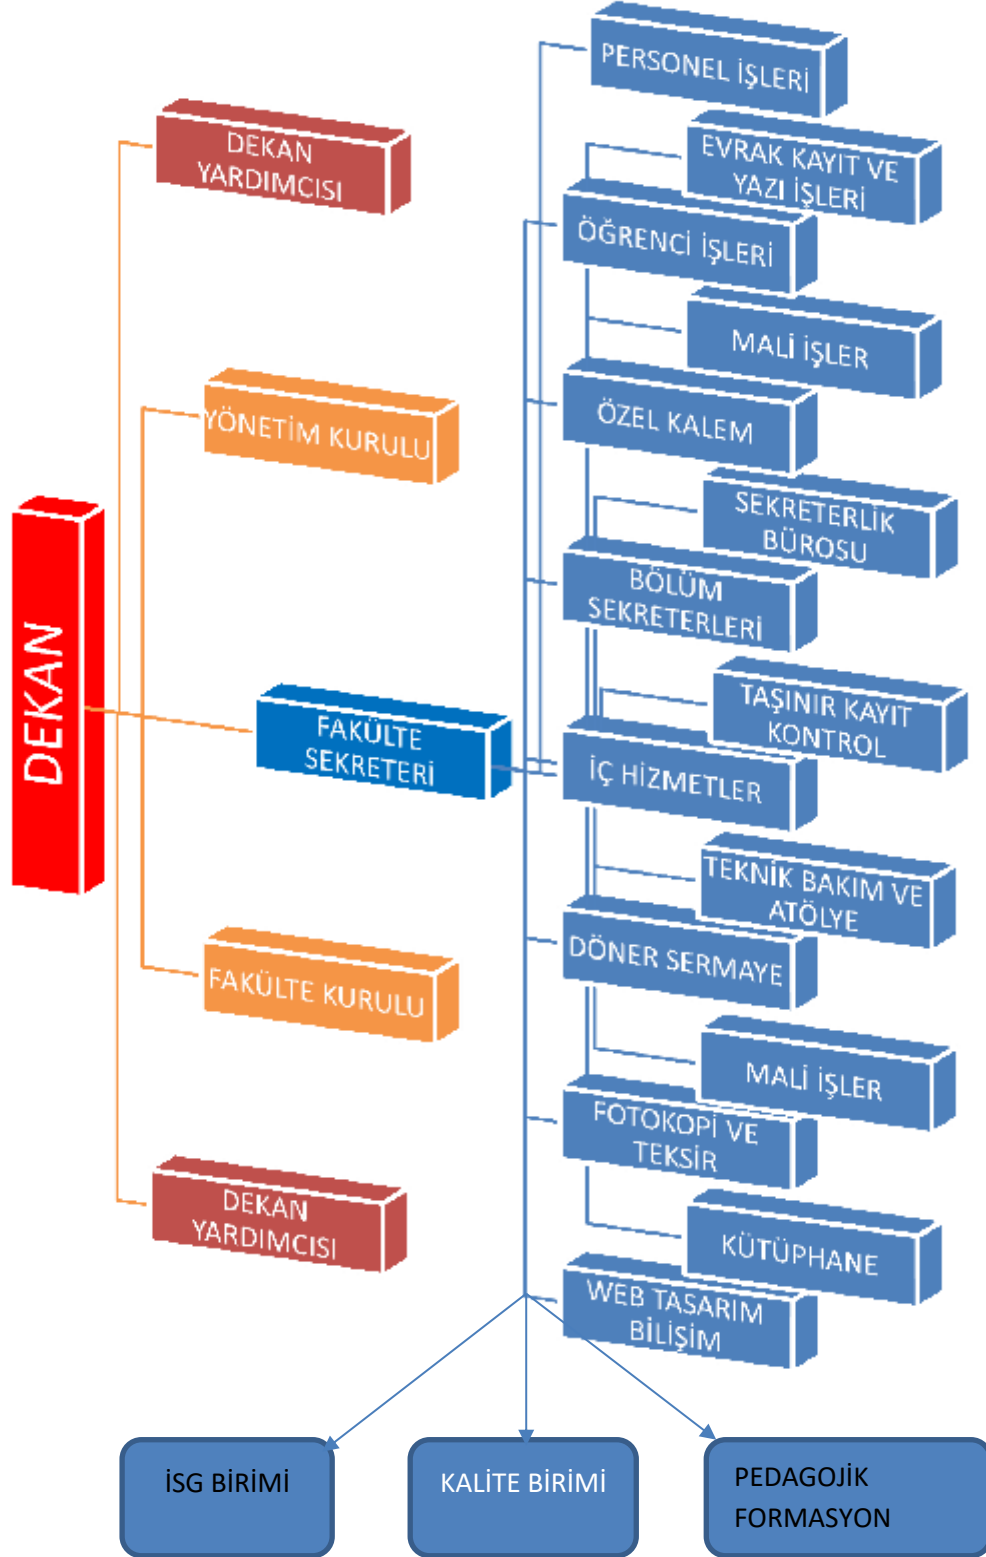 DEKAN
DEKAN
YARDIMCISI
YÖNETİM KURULU
FAKÜLTE
SEKRETERİ
FAKÜLTE KURULU
DEKAN
YARDIMCISI
PERSONEL İŞLERİ
EVRAK KAYIT VE
YAZI İŞLERİ
ÖĞRENCİ İŞLERİ
MALİ İŞLER
ÖZEL KALEM
SEKRETERLİK
BÜROSU
BÖLÜM
SEKRETERLERİ
TAŞINIR KAYIT
KONTROL
İÇ HİZMETLER
TEKNİK BAKIM VE
ATÖLYE
DÖNER SERMAYE
MALİ İŞLER
FOTOKOPİ VE
TEKSİR
KÜTÜPHANE
WEB TASARIM
BİLİŞİM
İSG BİRİMİ
KALİTE BİRİMİ
PEDAGOJİK
FORMASYON